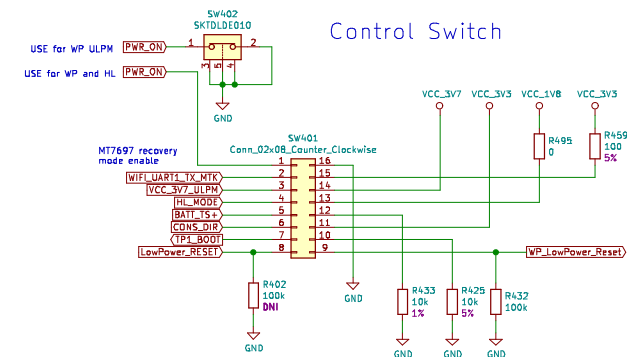 SW402
SKTDLDE010
Control Switch
USE for WP ULPM
PWR_ON
1
2
3
5
4
USE for WP and HL
PWR_ON
GND
VCC_3V7
VCC_3V3
VCC_1V8
VCC_3V3
SW401
Conn_02x08_Counter_Clockwise
R495
0
R459
100
5%
MT7697 recovery
mode enable
1
16
WIFI_UART1_TX_MTK
2
15
VCC_3V7_ULPM
3
14
HL_MODE
4
13
BATT_TS+
5
12
CONS_DIR
6
11
TP1_BOOT
7
10
LowPower_RESET
8
9
WP_LowPower_Reset
R402
100k
DNI
GND
GND
R433
10k
1%
R425
10k
5%
R432
100k
GND
GND
GND